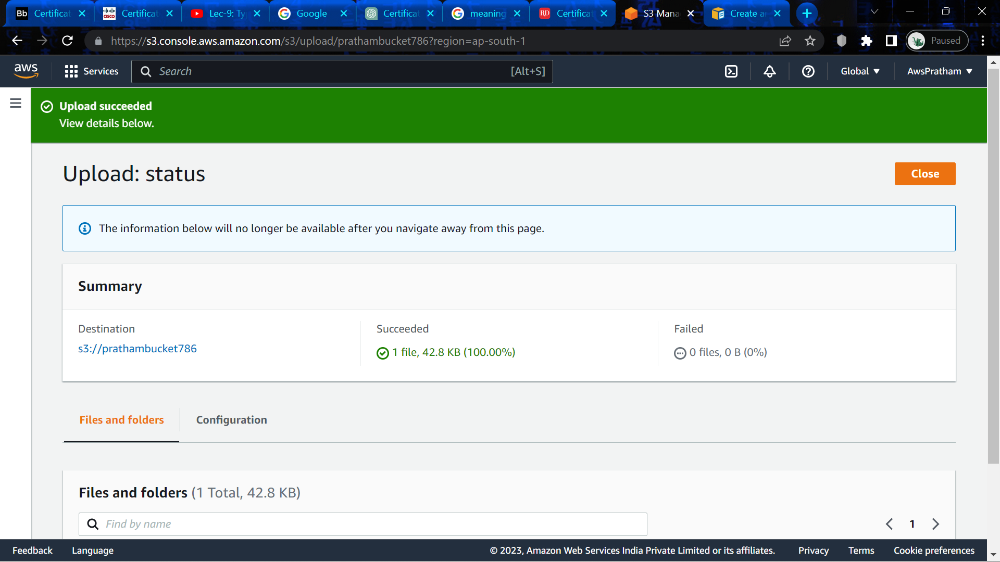 Bb Certificat
CISCO Certificat
Lec-9: Ty
Google
Certificat
meaning
RD Certificat
S3 Mana
Create a
https://s3.console.aws.amazon.com/s3/upload/prathambucket786?region=ap-south-1
Paused
aws
Services
Search
[Alt+S]
Global
AwsPratham
Upload succeeded
View details below.
Upload: status
Close
The information below will no longer be available after you navigate away from this page.
Summary
Destination
s3://prathambucket786
Succeeded
1 file, 42.8 KB (100.00%)
Failed
0 files, 0 B (0%)
Files and folders
Configuration
Files and folders (1 Total, 42.8 KB)
Find by name
1
Feedback
Language
© 2023, Amazon Web Services India Private Limited or its affiliates.
Privacy
Terms
Cookie preferences